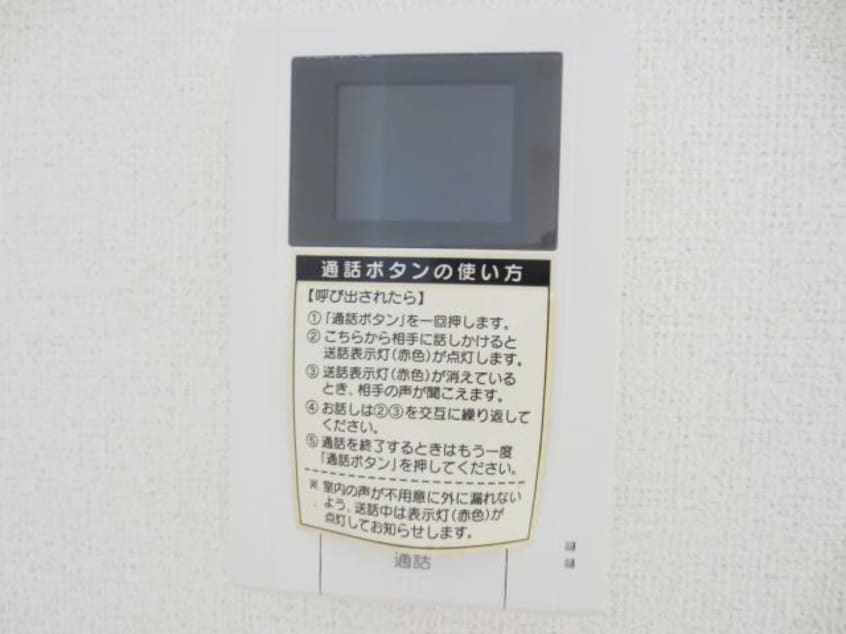 通話ボタンの使い方
【呼び出されたら】
①「通話ボタン」を一回押します。
②こちらから相手に話しかけると
送話表示灯(赤色)が点灯します。
③送話表示灯(赤色)が消えている
とき、相手の声が聞こえます。
④お話しは②③を交互に繰り返して
ください。
⑤通話を終了するときはもう一度
「通話ボタン」を押してください。
※室内の声が不用意に外に漏れない
よう、送話中は表示灯(赤色)が
点灯してお知らせします。
通話